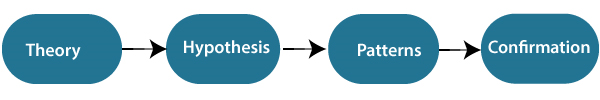 Theory
Hypothesis
Patterns
Confirmation